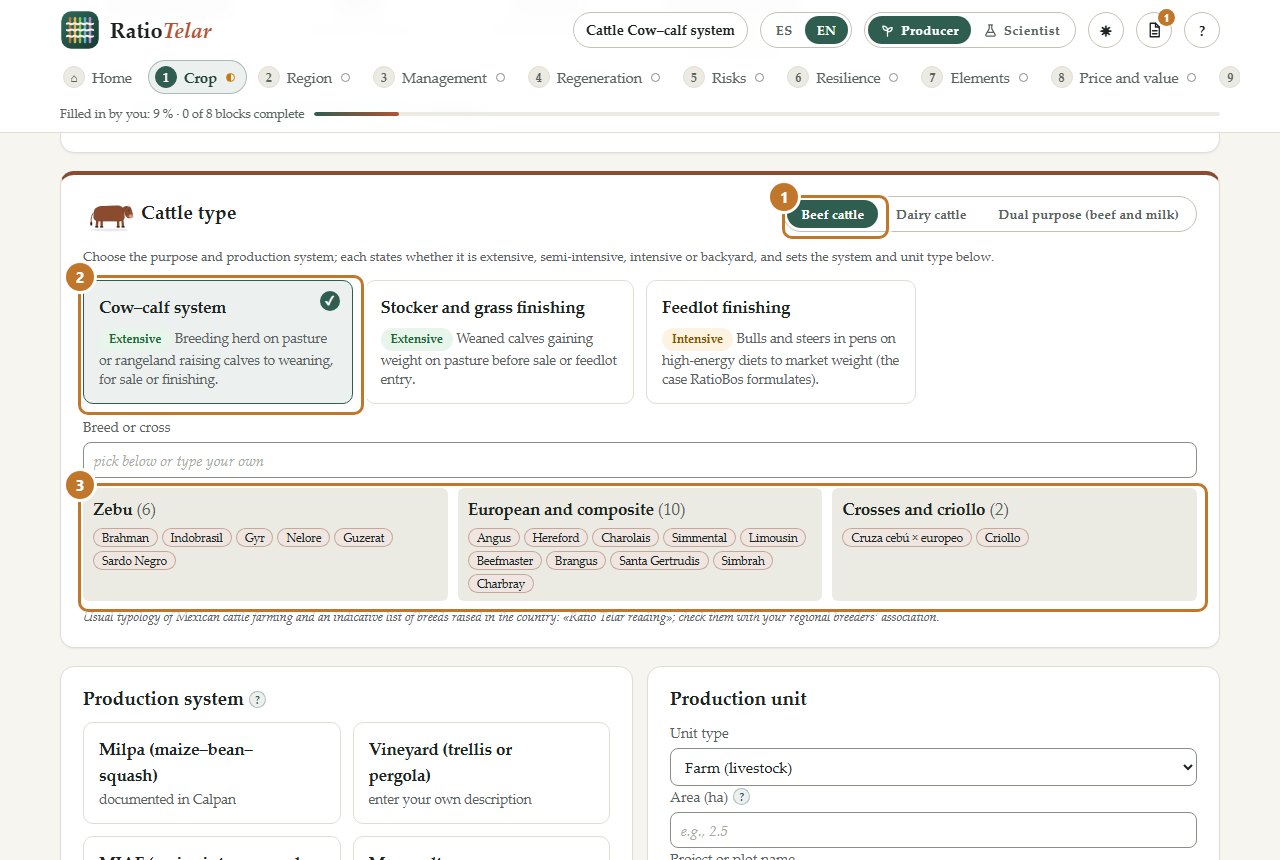 RatioTelar
Cattle Cow–calf system
ES EN
Producer Scientist
1
?
Home
1 Crop
2 Region
3 Management
4 Regeneration
5 Risks
6 Resilience
7 Elements
8 Price and value
9
Filled in by you: 9 % · 0 of 8 blocks complete
Cattle type
1
Beef cattle Dairy cattle Dual purpose (beef and milk)
Choose the purpose and production system; each states whether it is extensive, semi-intensive, intensive or backyard, and sets the system and unit type below.
2
Cow–calf system
Extensive Breeding herd on pasture
or rangeland raising calves to weaning,
for sale or finishing.
Stocker and grass finishing
Extensive Weaned calves gaining
weight on pasture before sale or feedlot
entry.
Feedlot finishing
Intensive Bulls and steers in pens on
high-energy diets to market weight (the
case RatioBos formulates).
Breed or cross
pick below or type your own
3
Zebu (6)
Brahman Indobrasil Gyr Nelore Guzerat
Sardo Negro
European and composite (10)
Angus Hereford Charolais Simmental Limousin
Beefmaster Brangus Santa Gertrudis Simbrah
Charbray
Crosses and criollo (2)
Cruza cebú × europeo Criollo
Usual typology of Mexican cattle farming and an indicative list of breeds raised in the country: «Ratio Telar reading»; check them with your regional breeders' association.
Production system ?
Milpa (maize–bean–
squash)
documented in Calpan
Vineyard (trellis or
pergola)
enter your own description
Production unit
Unit type
Farm (livestock)
Area (ha) ?
e.g., 2.5
Project or plot name